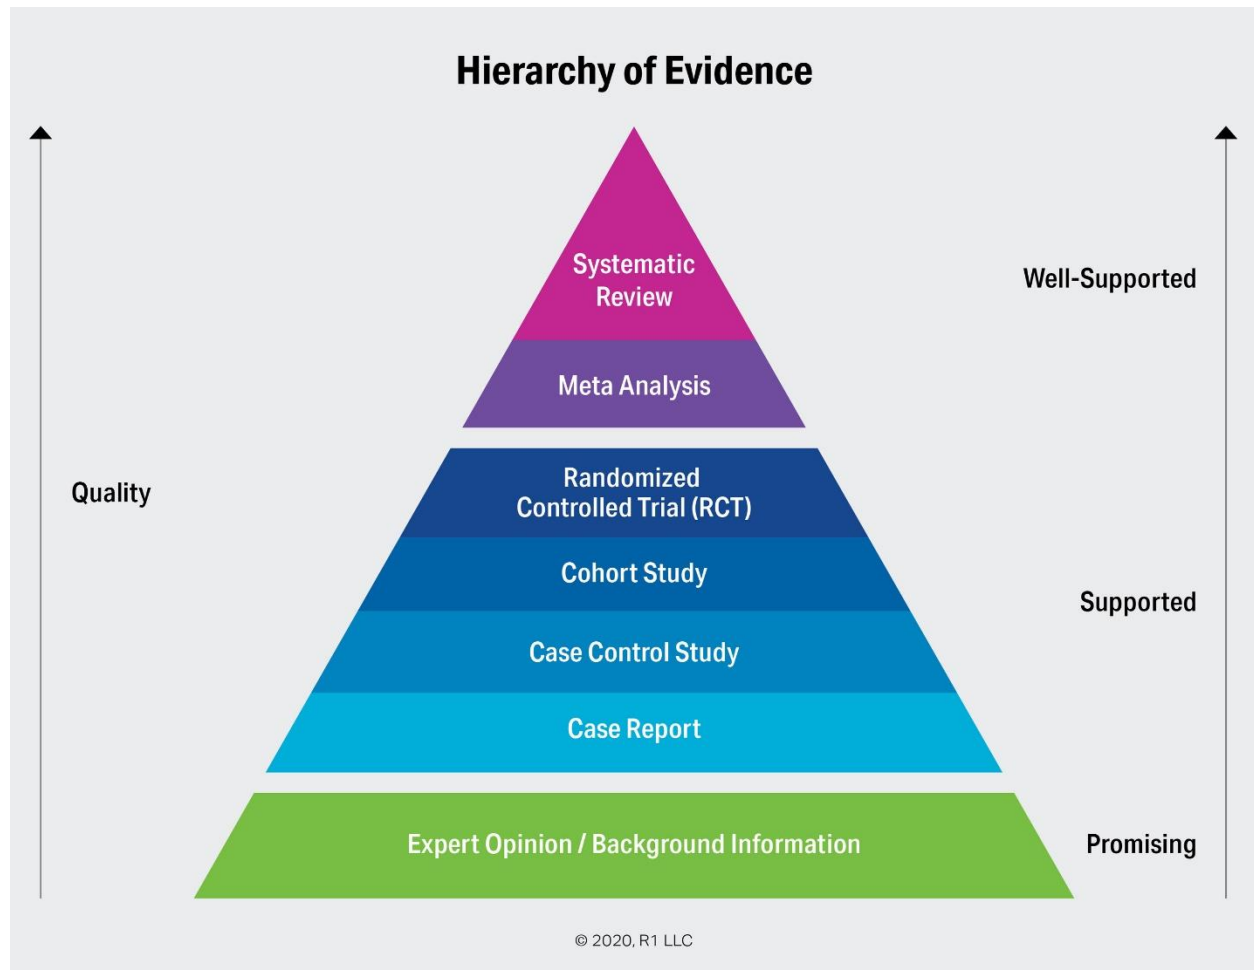 Hierarchy of Evidence
Systematic
Review
Well-Supported
Meta Analysis
Quality
Randomized
Controlled Trial (RCT)
Cohort Study
Supported
Case Control Study
Case Report
Expert Opinion / Background Information
Promising
© 2020, R1 LLC